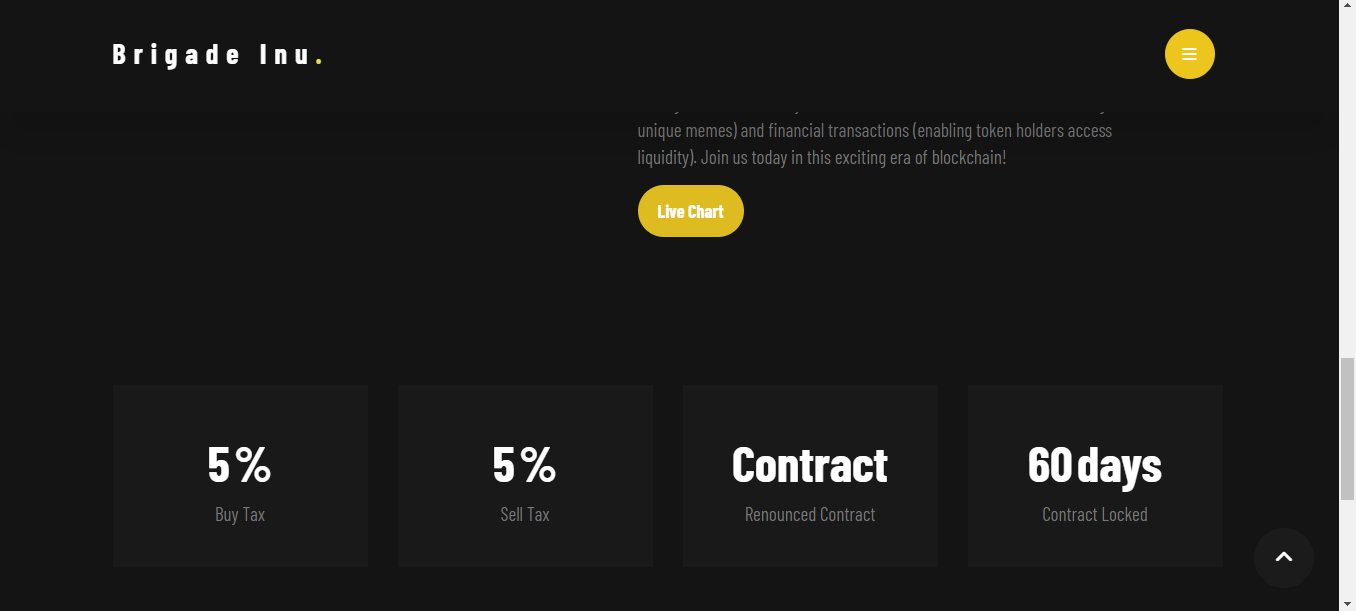 Brigade Inu.
unique memes) and financial transactions (enabling token holders access
liquidity). Join us today in this exciting era of blockchain!
Live Chart
5%
Buy Tax
5%
Sell Tax
Contract
Renounced Contract
60 days
Contract Locked